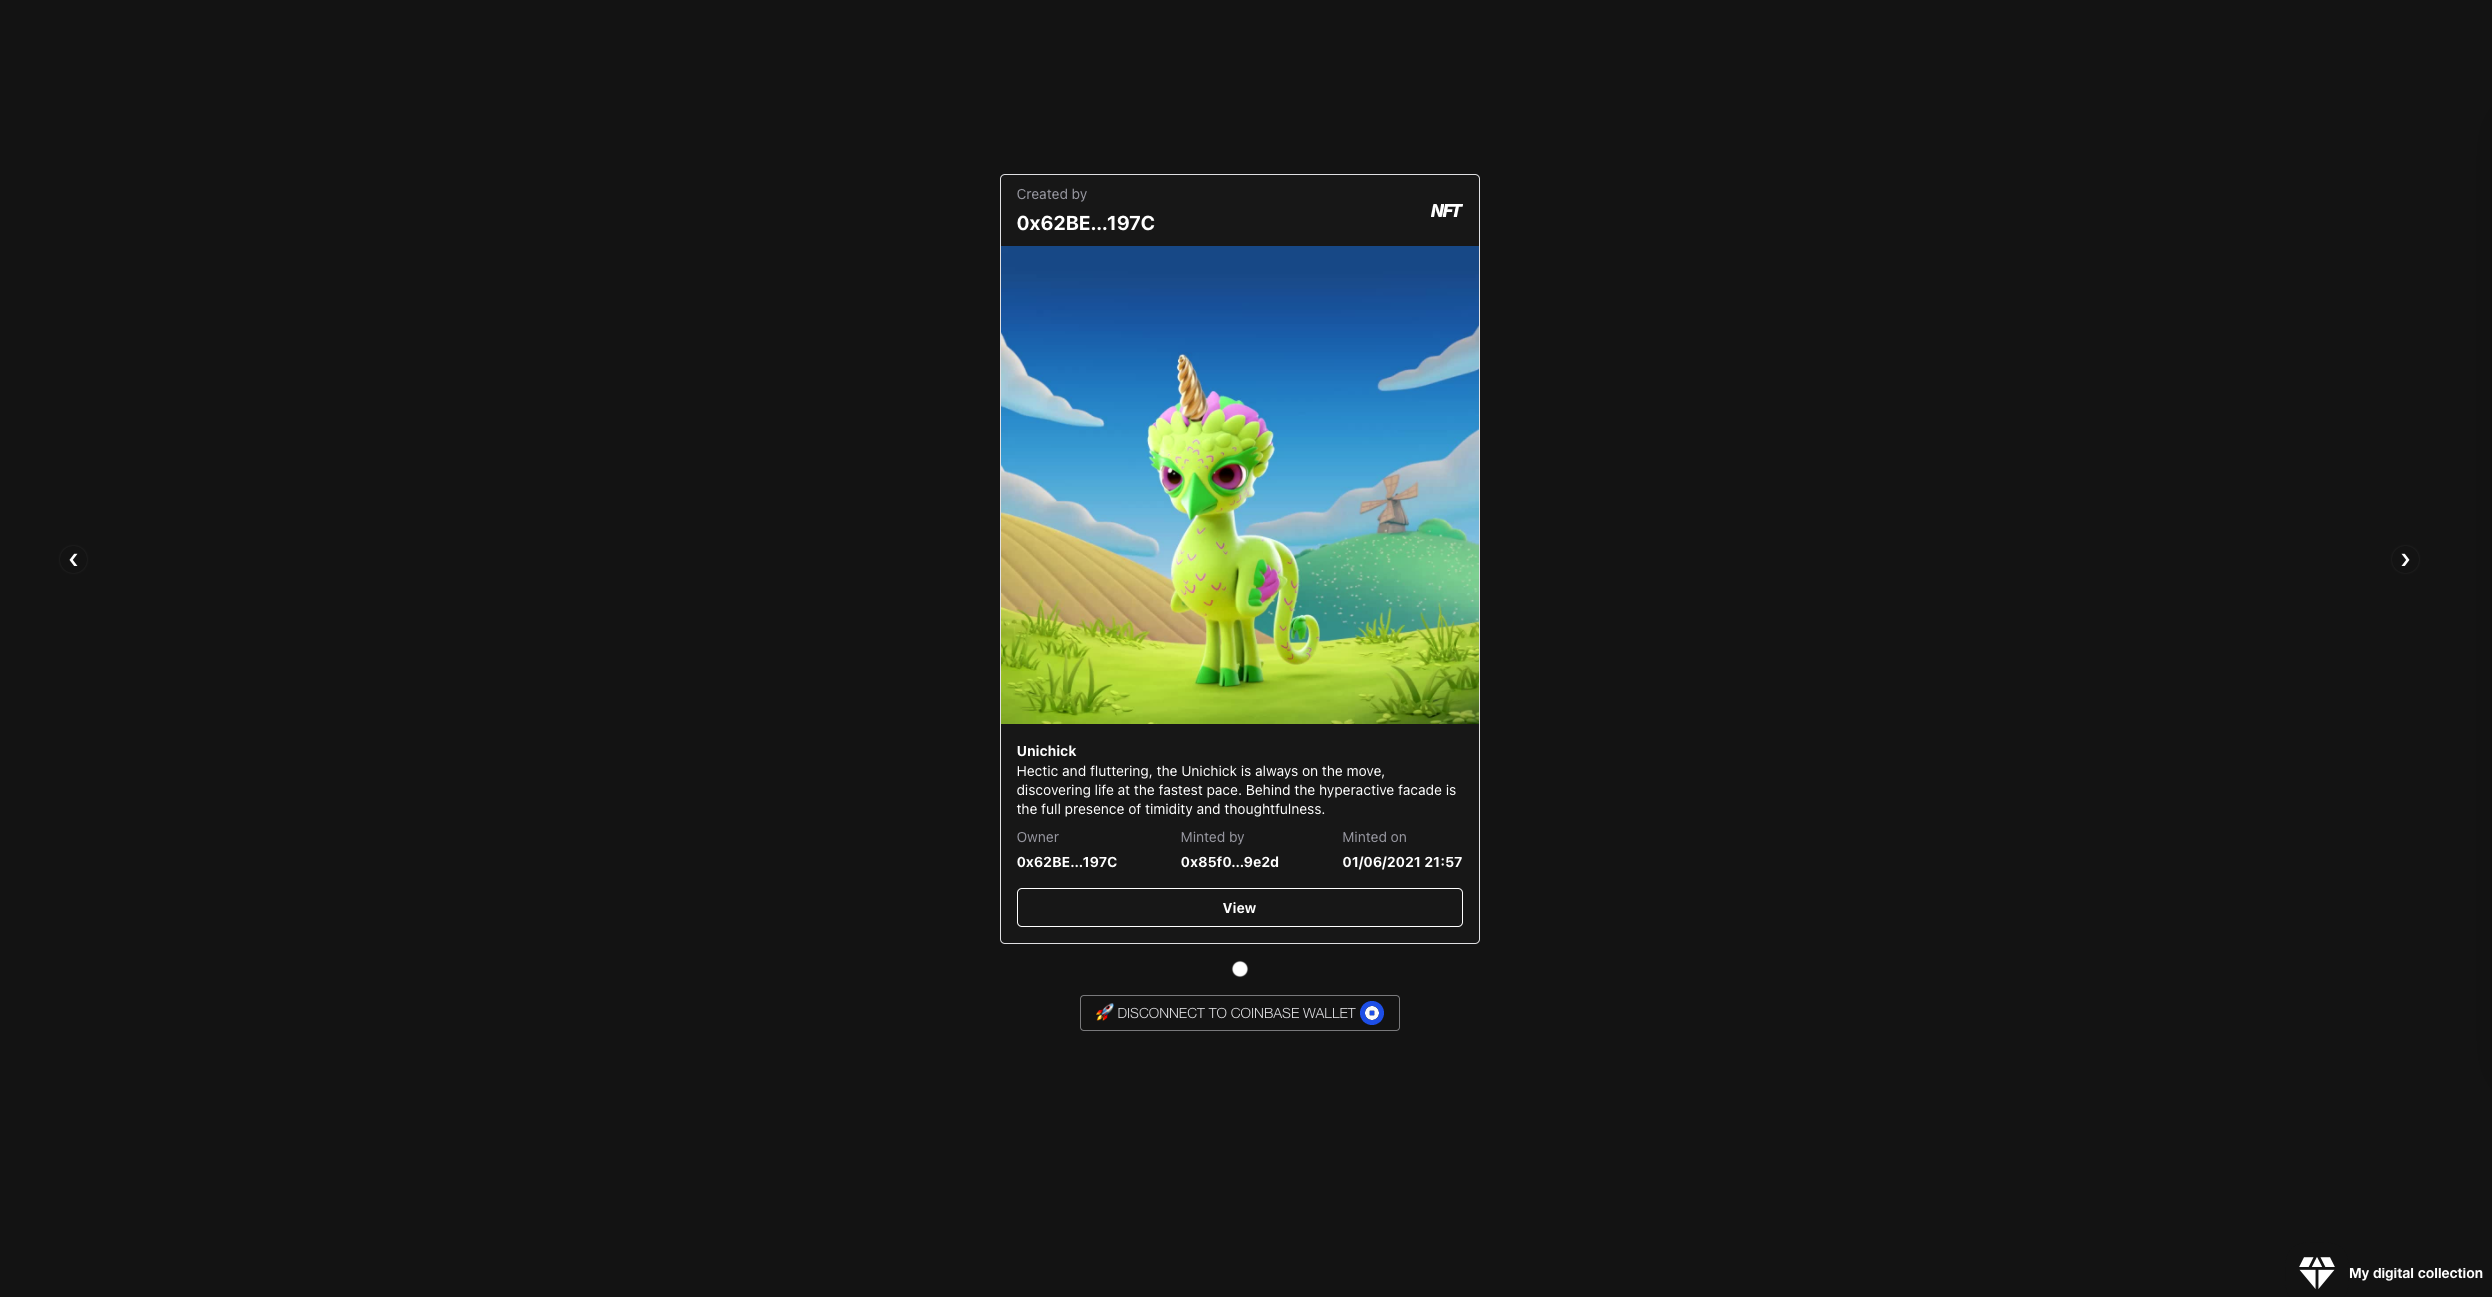 Created by
0x62BE...197C
NFT
Unichick
Hectic and fluttering, the Unichick is always on the move,
discovering life at the fastest pace. Behind the hyperactive facade is
the full presence of timidity and thoughtfulness.
Owner
Minted by
Minted on
0x62BE...197C
0x85f0...9e2d
01/06/2021 21:57
View
🚀 DISCONNECT TO COINBASE WALLET
My digital collection